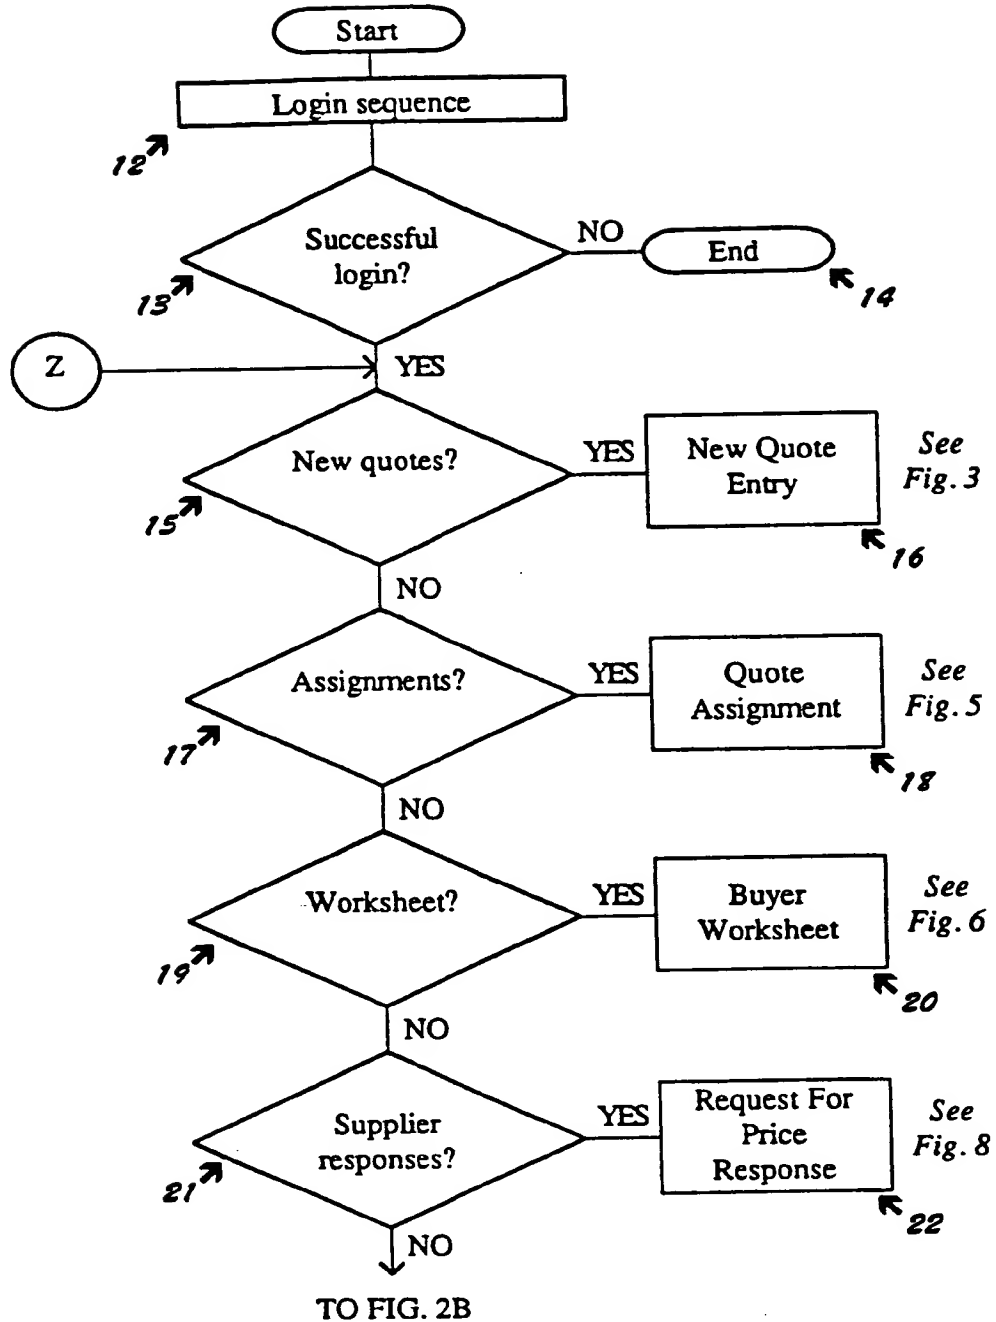 Start
Login sequence
12
Successful
login?
NO
End
13
14
Z
YES
New quotes?
YES
New Quote
Entry
See
Fig. 3
15
16
NO
Assignments?
YES
Quote
Assignment
See
Fig. 5
17
18
NO
Worksheet?
YES
Buyer
Worksheet
See
Fig. 6
19
20
NO
Supplier
responses?
YES
Request For
Price
Response
See
Fig. 8
21
22
NO
TO FIG. 2B